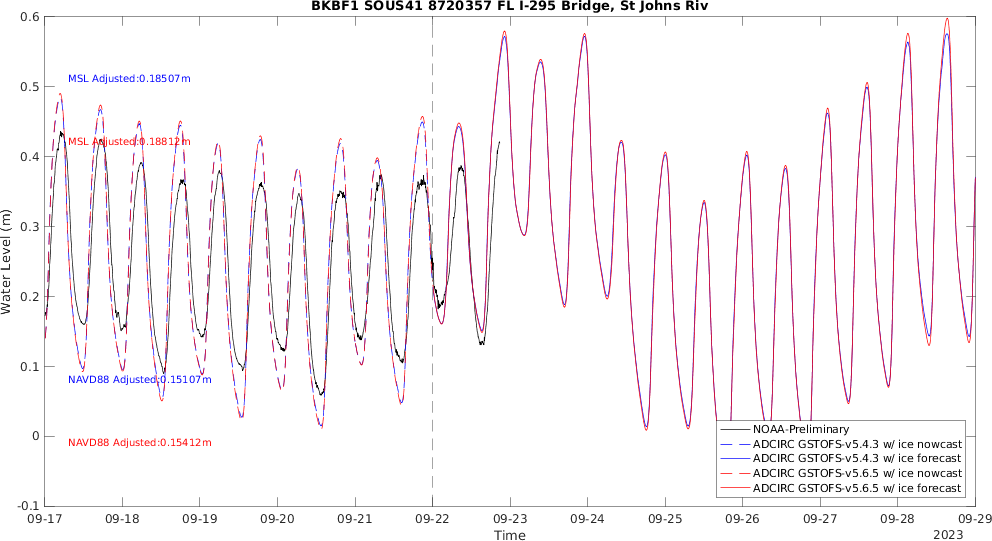 BKBF1 SOUS41 8720357 FL I-295 Bridge, St Johns Riv
0.6
0.5
0.4
0.3
0.2
0.1
0
-0.1
Water Level (m)
MSL Adjusted:0.18507m
MSL Adjusted:0.18812m
NAVD88 Adjusted:0.15107m
NAVD88 Adjusted:0.15412m
NOAA-Preliminary
ADCIRC GSTOFS-v5.4.3 w/ ice nowcast
ADCIRC GSTOFS-v5.4.3 w/ ice forecast
ADCIRC GSTOFS-v5.6.5 w/ ice nowcast
ADCIRC GSTOFS-v5.6.5 w/ ice forecast
09-17 09-18 09-19 09-20 09-21 09-22 09-23 09-24 09-25 09-26 09-27 09-28 09-29
Time
2023